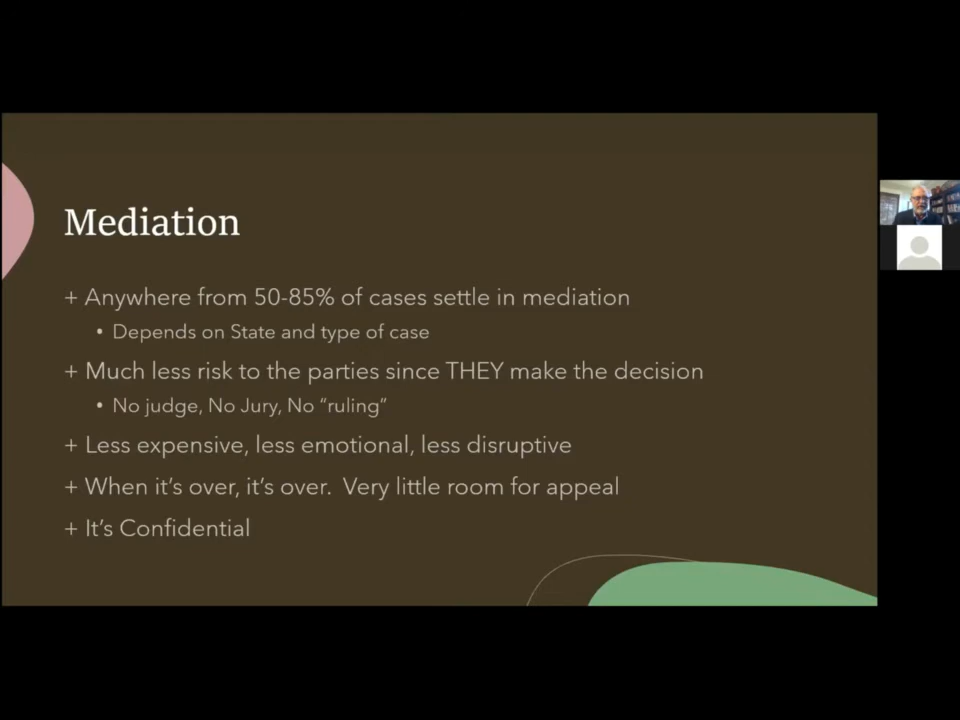 Mediation
+ Anywhere from 50-85% of cases settle in mediation
• Depends on State and type of case
+ Much less risk to the parties since THEY make the decision
• No judge, No Jury, No “ruling”
+ Less expensive, less emotional, less disruptive
+ When it’s over, it’s over.  Very little room for appeal
+ It’s Confidential